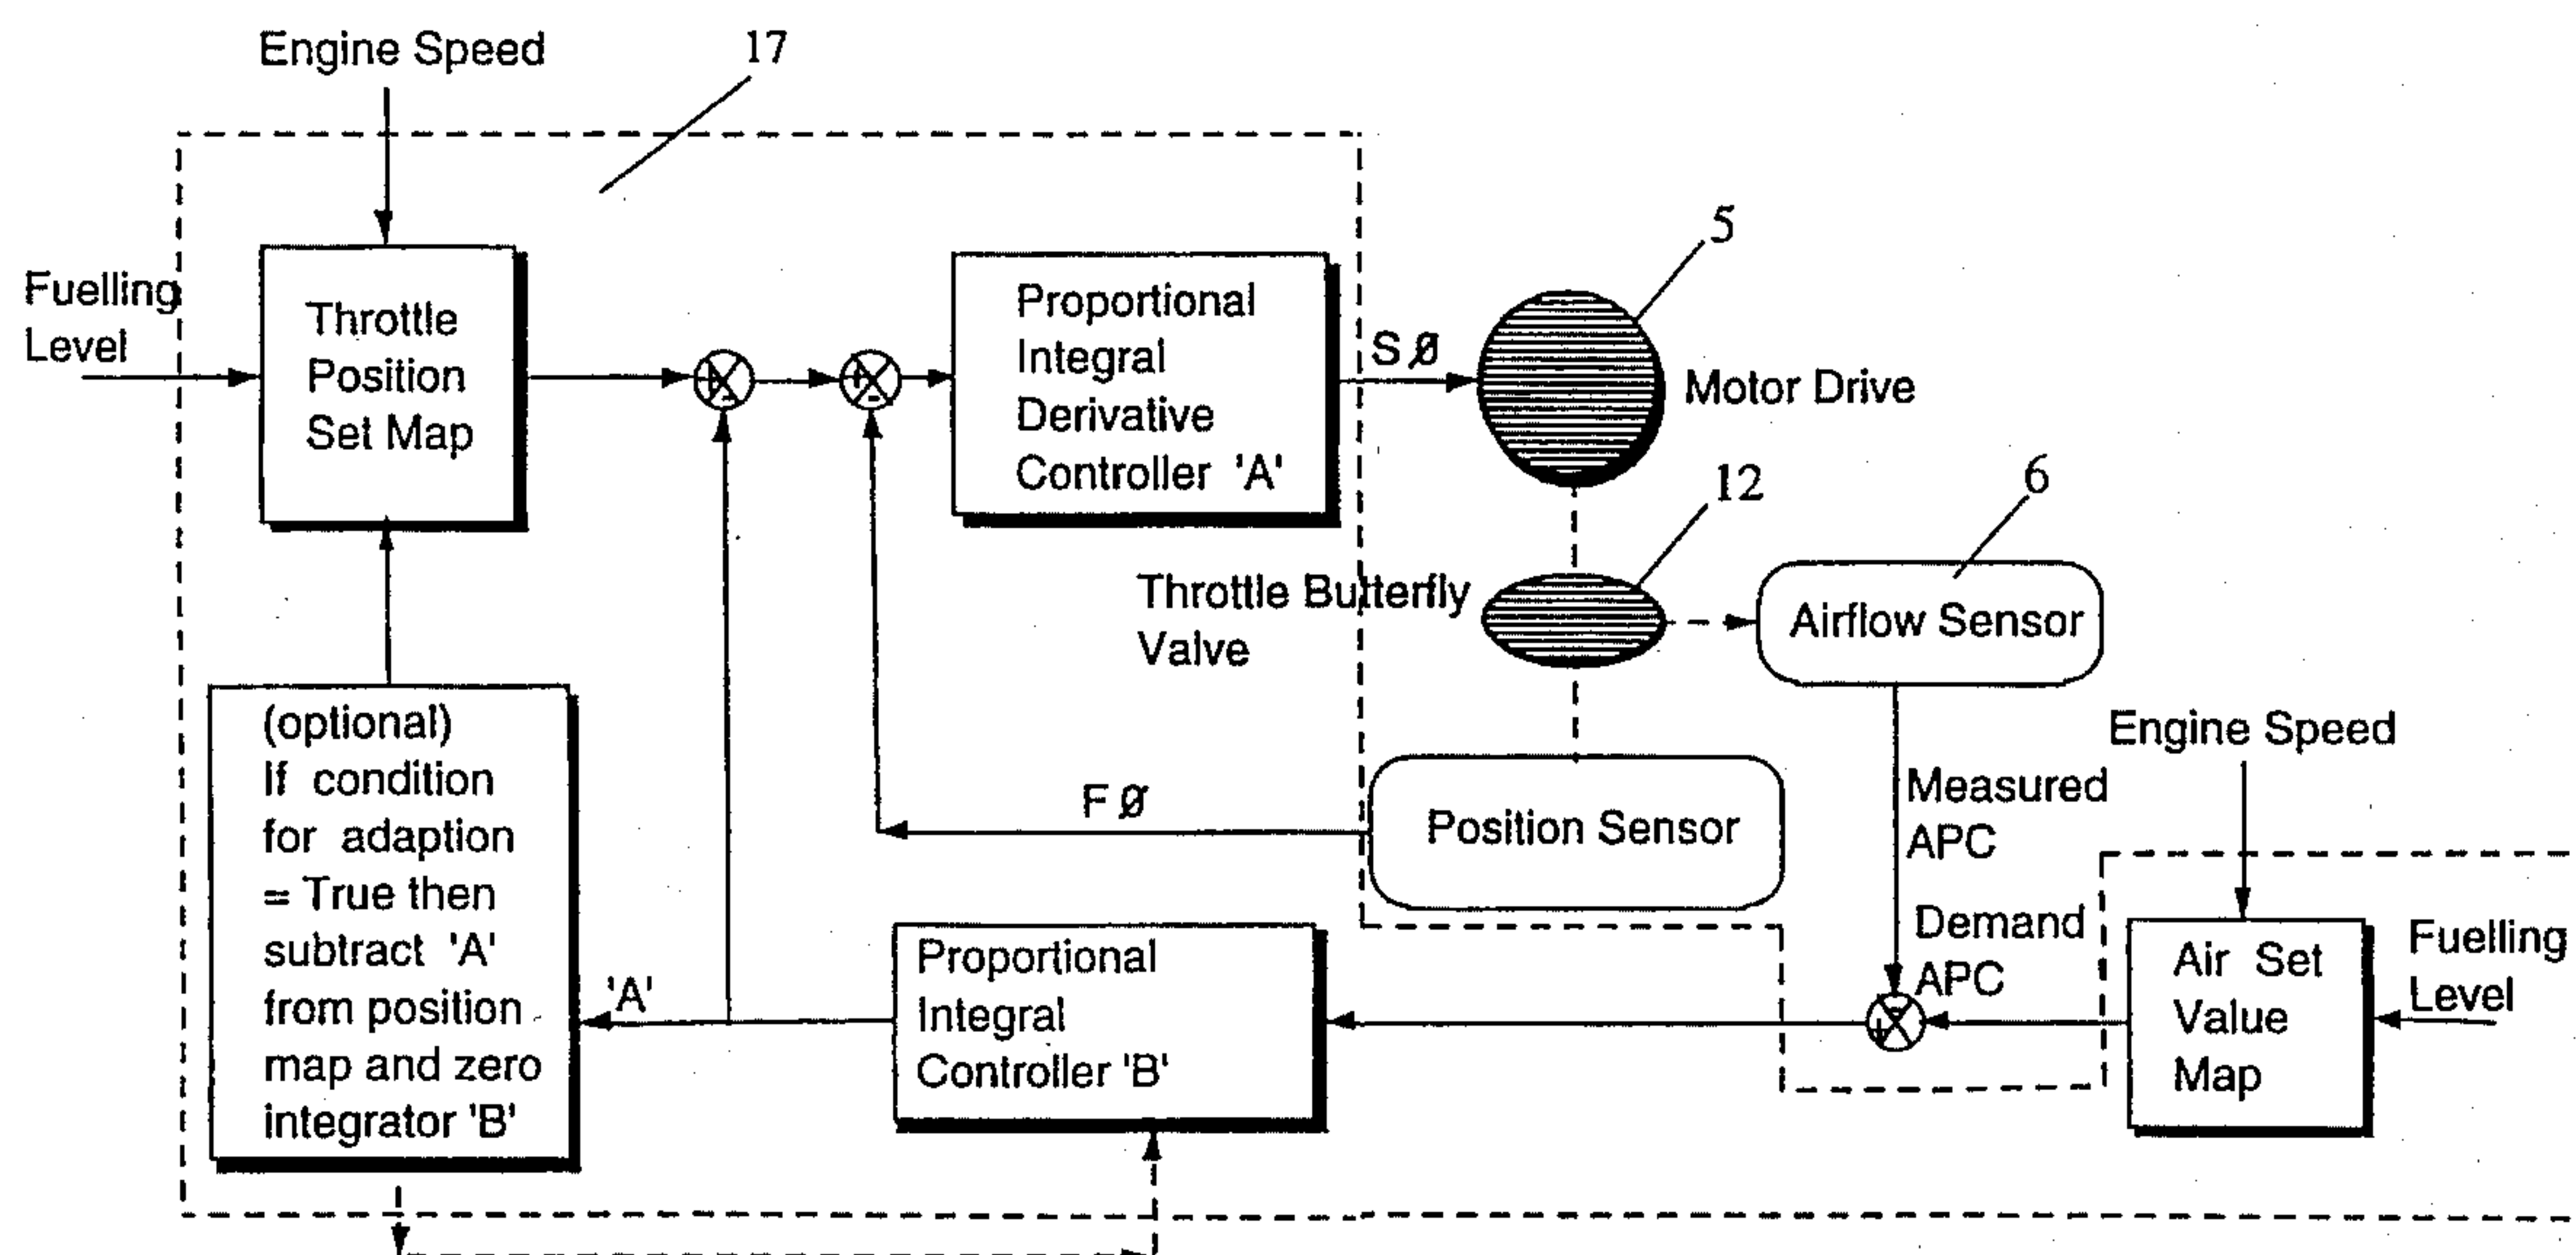 Engine Speed
17
Fuelling
Level
Throttle
Position
Set Map
+
-
+
-
Proportional
Integral
Derivative
Controller 'A'
SØ
5
Motor Drive
12
6
Throttle Butterfly
Valve
Airflow Sensor
(optional)
If condition
for adaption
= True then
subtract 'A'
from position
map and zero
integrator 'B'
FØ
Position Sensor
Measured
APC
Engine Speed
Demand
APC
-
+
'A'
Proportional
Integral
Controller 'B'
Air Set
Value
Map
Fuelling
Level